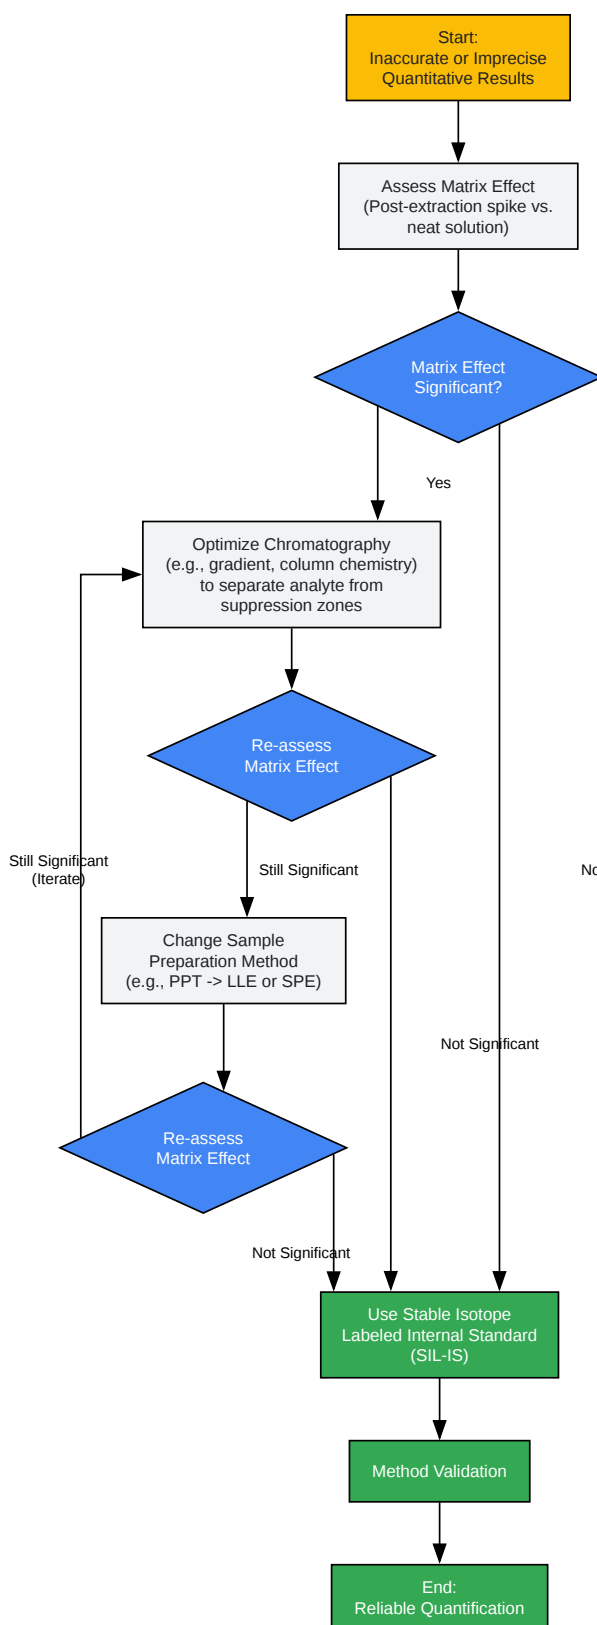 Start:
Inaccurate or Imprecise
Quantitative Results
Assess Matrix Effect
(Post-extraction spike vs.
neat solution)
Matrix Effect
Significant?
Yes
Optimize Chromatography
(e.g., gradient, column chemistry)
to separate analyte from
suppression zones
Re-assess
Matrix Effect
Still Significant
(Iterate)
Still Significant
No
Change Sample
Preparation Method
(e.g., PPT -> LLE or SPE)
Not Significant
Re-assess
Matrix Effect
Not Significant
Use Stable Isotope
Labeled Internal Standard
(SIL-IS)
Method Validation
End:
Reliable Quantification